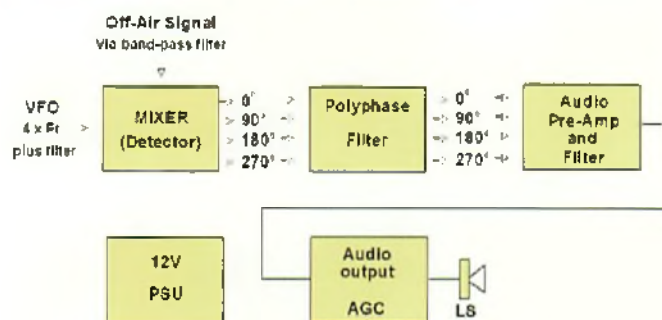 Off-Air Signal
Via band-pass filter
VFO
4 x Fr
plus filter
MIXER
(Detector)
0°
90°
180°
270°
Polyphase
Filter
0°
90°
180°
270°
Audio
Pre-Amp
and
Filter
12V
PSU
Audio
output
AGC
LS